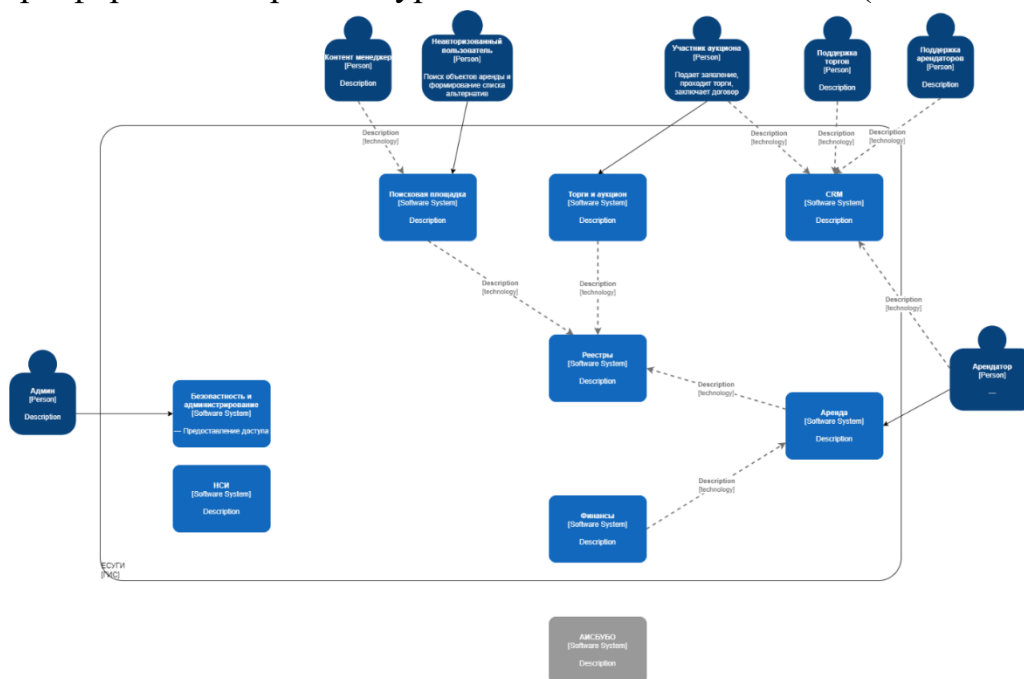 Контент менеджер
[Person]
Description
Неавторизованный
пользователь
[Person]
Поиск объектов аренды и
формирование списка
альтернатив
Участник аукциона
[Person]
Подает заявление,
проходит торги,
заключает договор
Поддержка
торгов
[Person]
Description
Поддержка
арендаторов
[Person]
Description
Description
[technology]
Description
[technology]
Description
[technology]
Description
[technology]
Поисковая площадка
[Software System]
Description
Торги и аукцион
[Software System]
Description
CRM
[Software System]
Description
Description
[technology]
Description
[technology]
Description
[technology]
Реестры
[Software System]
Description
Арендатор
[Person]
—
Админ
[Person]
Description
Безопастность и
администрирование
[Software System]
— Предоставление доступа
Description
[technology]
Аренда
[Software System]
Description
НСИ
[Software System]
Description
Description
[technology]
Финансы
[Software System]
Description
ЕСУГИ
[ГИС]
АИСБУБО
[Software System]
Description